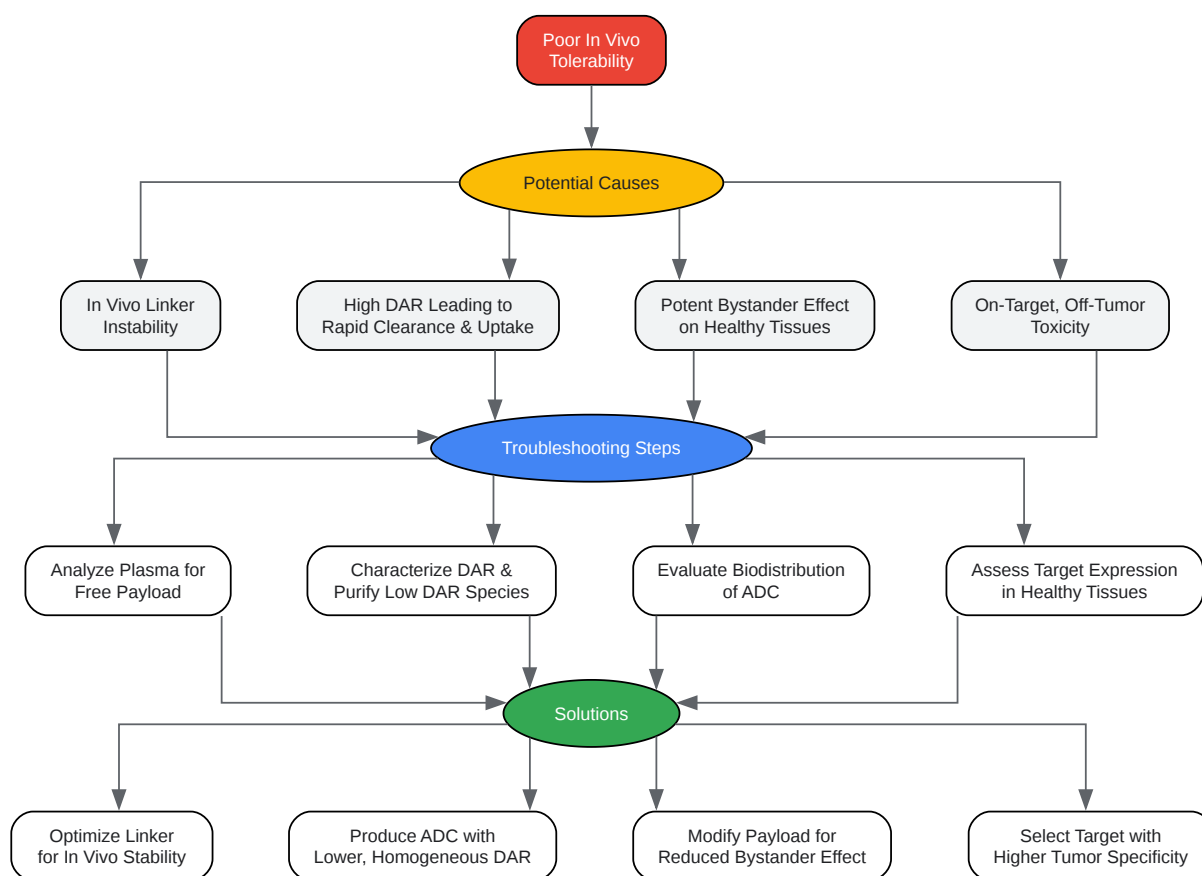 Poor In Vivo
Tolerability
Potential Causes
In Vivo Linker
Instability
High DAR Leading to
Rapid Clearance & Uptake
Potent Bystander Effect
on Healthy Tissues
On-Target, Off-Tumor
Toxicity
Troubleshooting Steps
Analyze Plasma for
Free Payload
Characterize DAR &
Purify Low DAR Species
Evaluate Biodistribution
of ADC
Assess Target Expression
in Healthy Tissues
Solutions
Optimize Linker
for In Vivo Stability
Produce ADC with
Lower, Homogeneous DAR
Modify Payload for
Reduced Bystander Effect
Select Target with
Higher Tumor Specificity